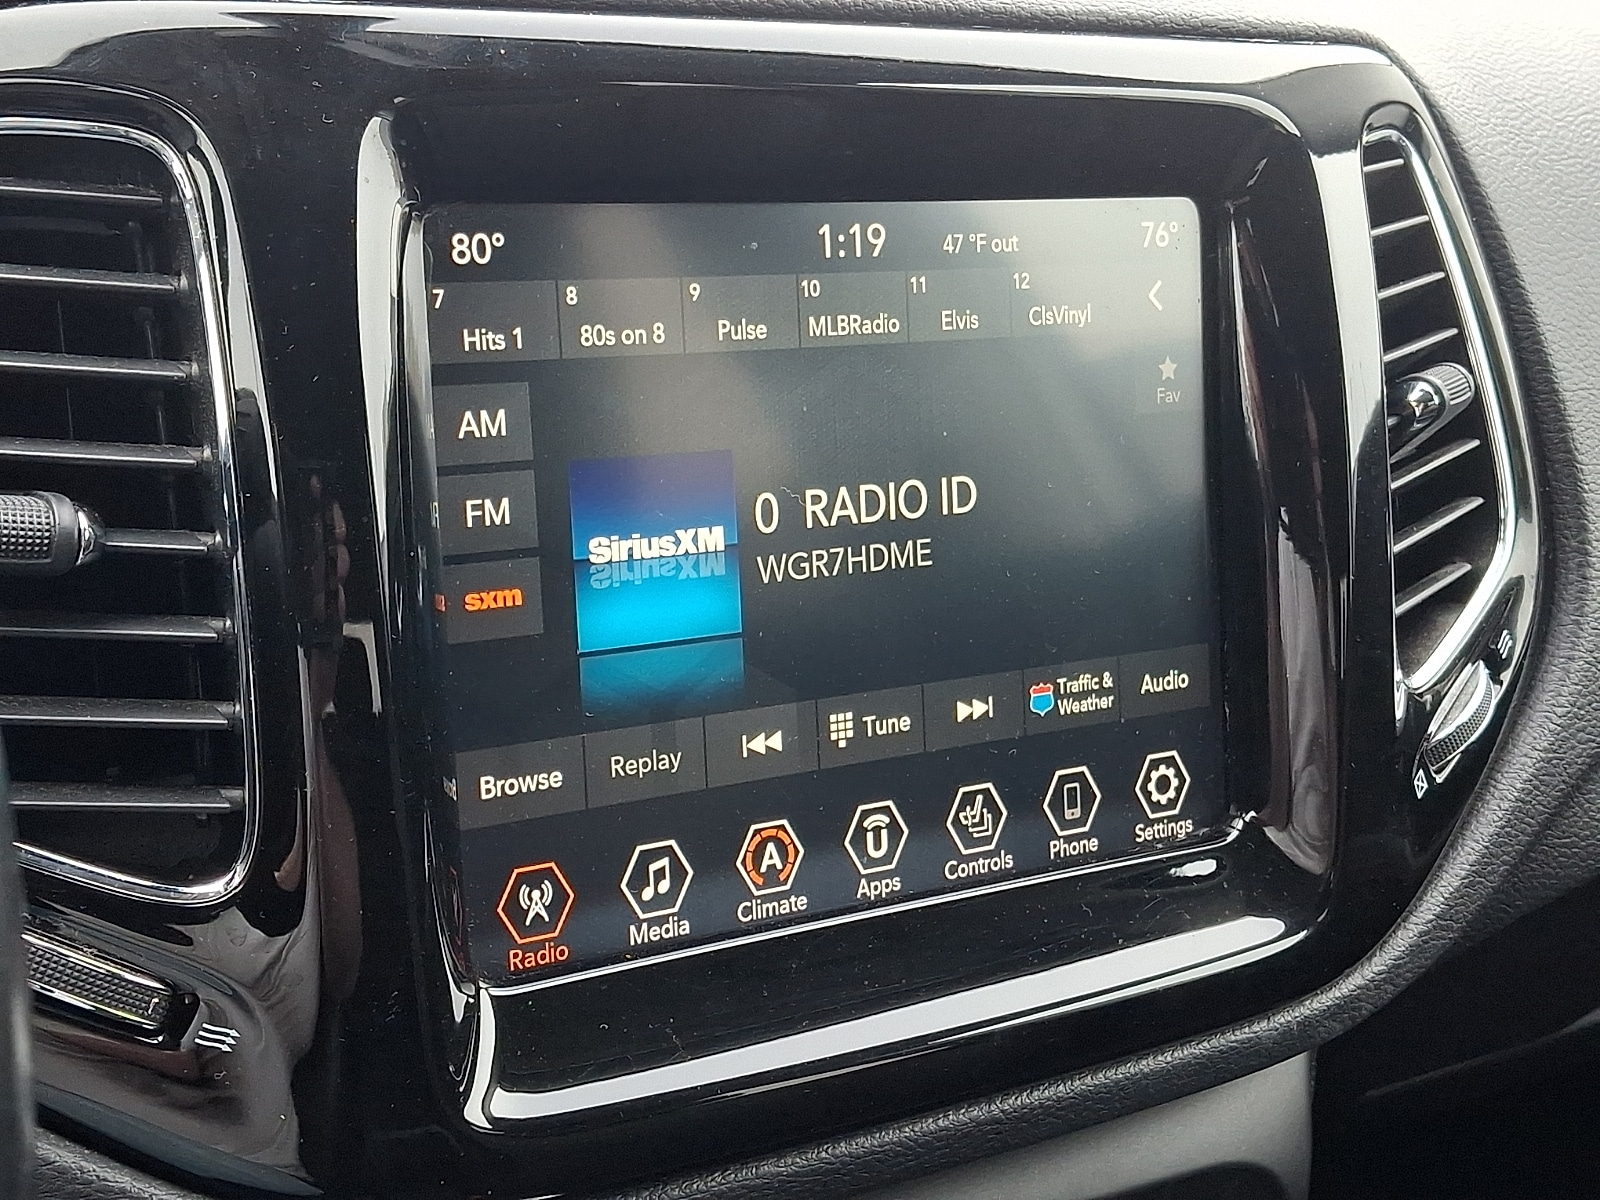 80° 1:19 47 °F out 76°
7 8 9 10 11 12
Hits 1 80s on 8 Pulse MLBRadio Elvis ClsVinyl
Fav
AM
FM
sxm
SiriusXM
0 RADIO ID
WGR7HDME
Browse Replay Tune Traffic & Weather Audio
Radio Media Climate Apps Controls Phone Settings
A
U